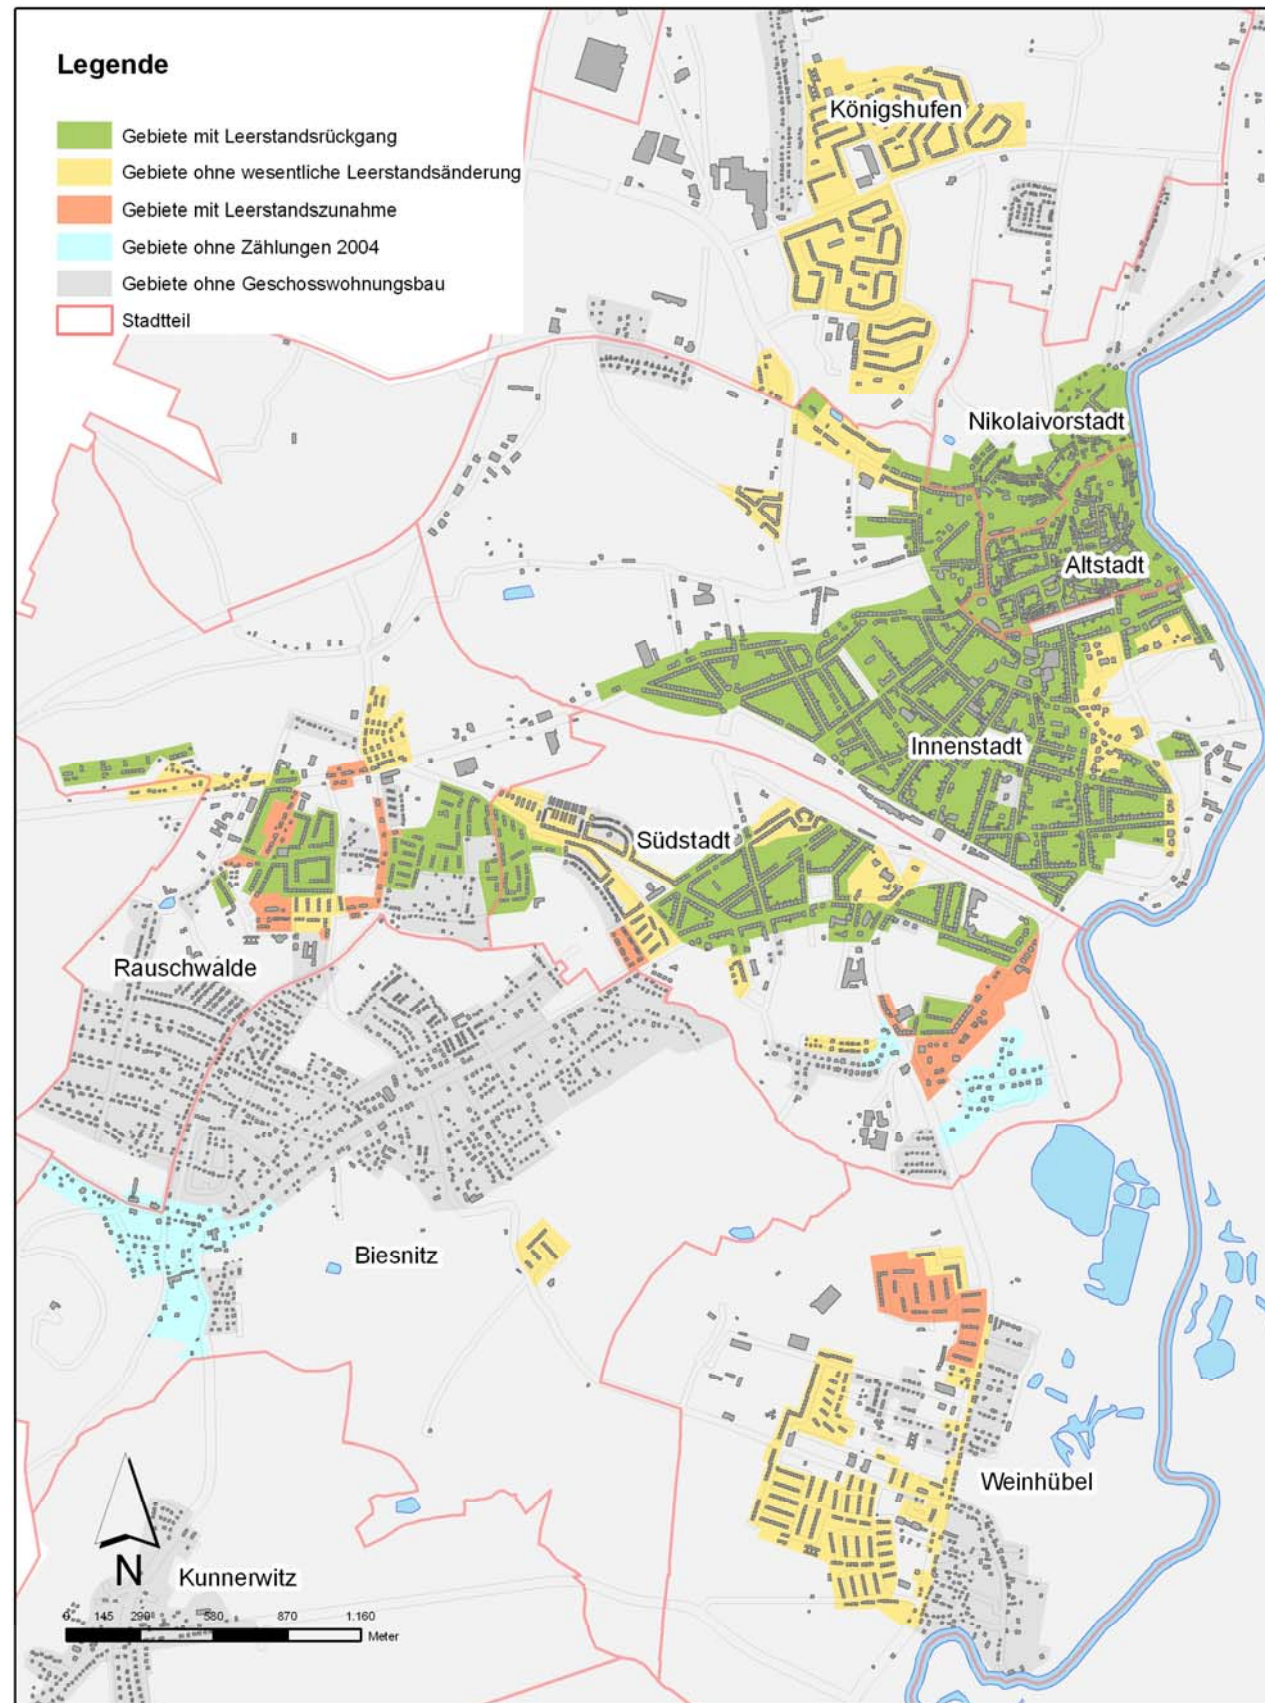 Legende
Gebiete mit Leerstandsrückgang
Gebiete ohne wesentliche Leerstandsänderung
Gebiete mit Leerstandszunahme
Gebiete ohne Zählungen 2004
Gebiete ohne Geschosswohnungsbau
Stadtteil
Königshufen
Nikolaivorstadt
Altstadt
Innenstadt
Südstadt
Rauschwalde
Biesnitz
Weinhübel
Kunnerwitz
N
0 145 290 580 870 1.160
Meter